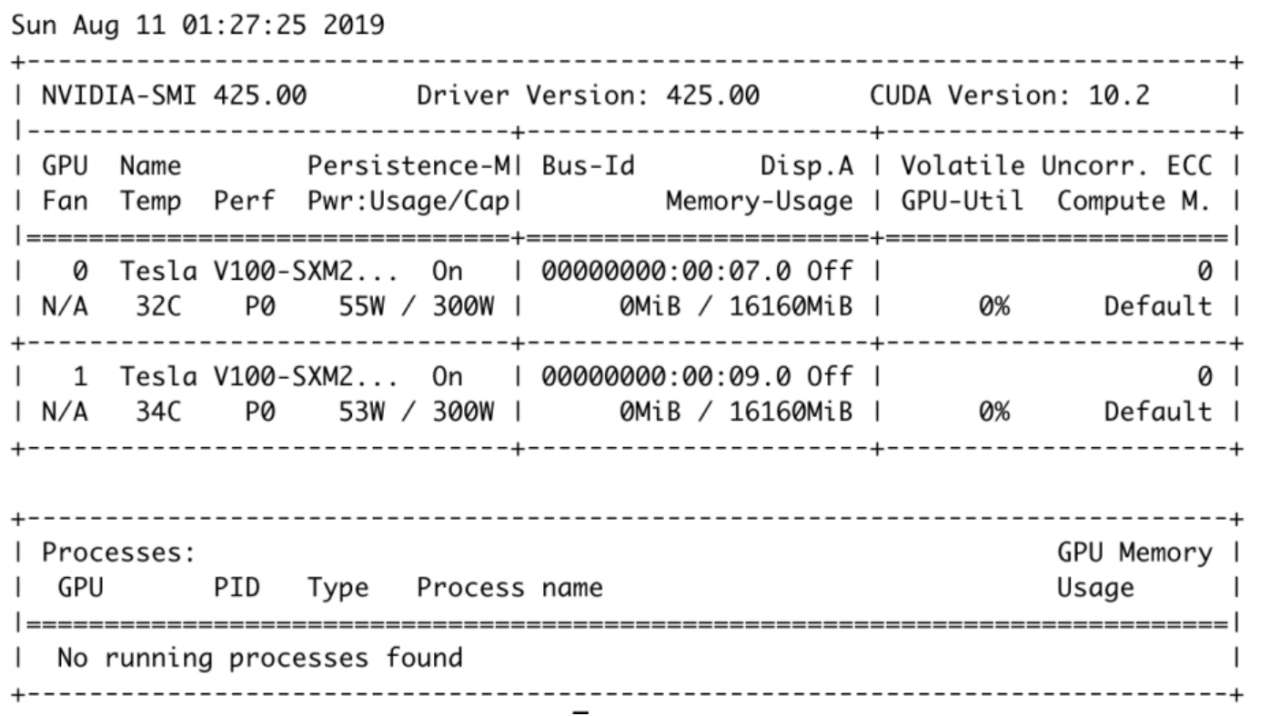 Sun Aug 11 01:27:25 2019
+-----------------------------------------------------------------------------+
| NVIDIA-SMI 425.00       Driver Version: 425.00       CUDA Version: 10.2     |
|-------------------------------+----------------------+----------------------+
| GPU  Name        Persistence-M| Bus-Id        Disp.A | Volatile Uncorr. ECC |
| Fan  Temp  Perf  Pwr:Usage/Cap|         Memory-Usage | GPU-Util  Compute M. |
|===============================+======================+======================|
|   0  Tesla V100-SXM2...  On   | 00000000:00:07.0 Off |                    0 |
| N/A   32C    P0    55W / 300W |      0MiB / 16160MiB |      0%      Default |
+-------------------------------+----------------------+----------------------+
|   1  Tesla V100-SXM2...  On   | 00000000:00:09.0 Off |                    0 |
| N/A   34C    P0    53W / 300W |      0MiB / 16160MiB |      0%      Default |
+-------------------------------+----------------------+----------------------+

+-----------------------------------------------------------------------------+
| Processes:                                                       GPU Memory |
|  GPU       PID   Type   Process name                             Usage      |
|=============================================================================|
|  No running processes found                                                 |
+-----------------------------------------------------------------------------+